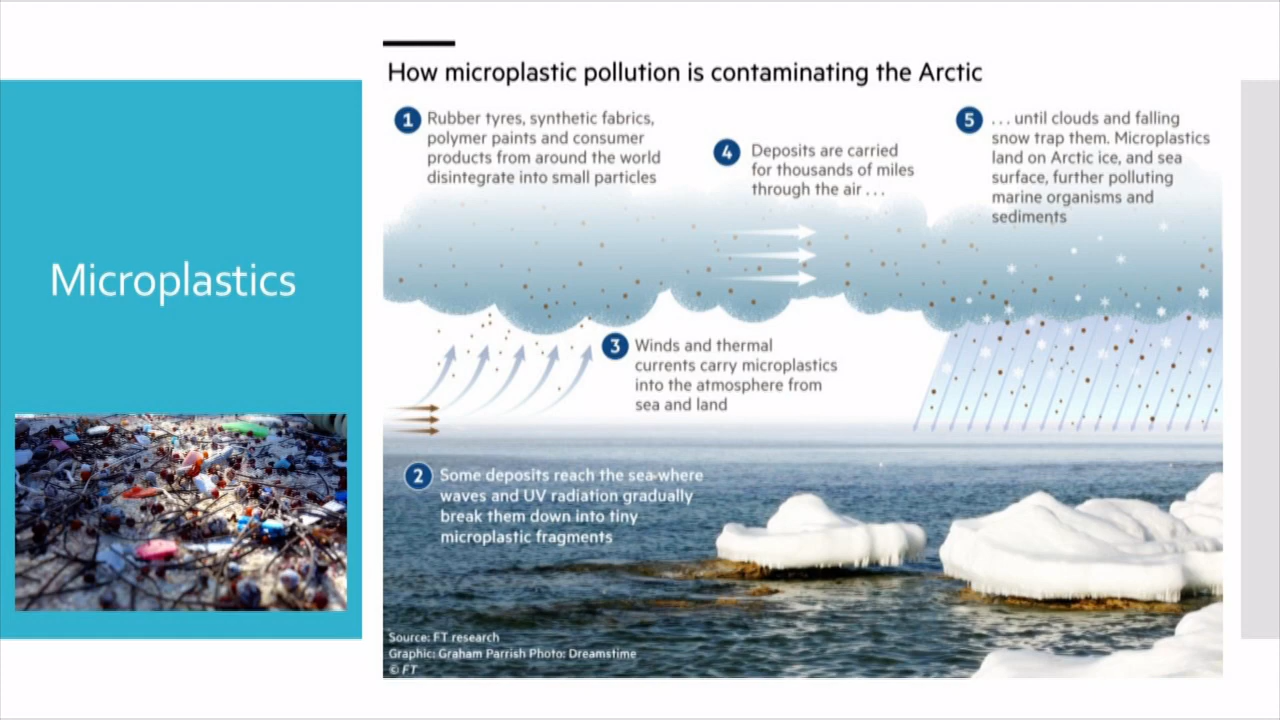 Microplastics
How microplastic pollution is contaminating the Arctic
1 Rubber tyres, synthetic fabrics,
polymer paints and consumer
products from around the world
disintegrate into small particles
2 Some deposits reach the sea-where
waves and UV radiation gradually
break them down into tiny
microplastic fragments
3 Winds and thermal
currents carry microplastics
into the atmosphere from
sea and land
4 Deposits are carried
for thousands of miles
through the air . . .
5 . . . until clouds and falling
snow trap them. Microplastics
land on Arctic ice, and sea
surface, further polluting
marine organisms and
sediments
Source: FT research
Graphic: Graham Parrish Photo: Dreamstime
© FT